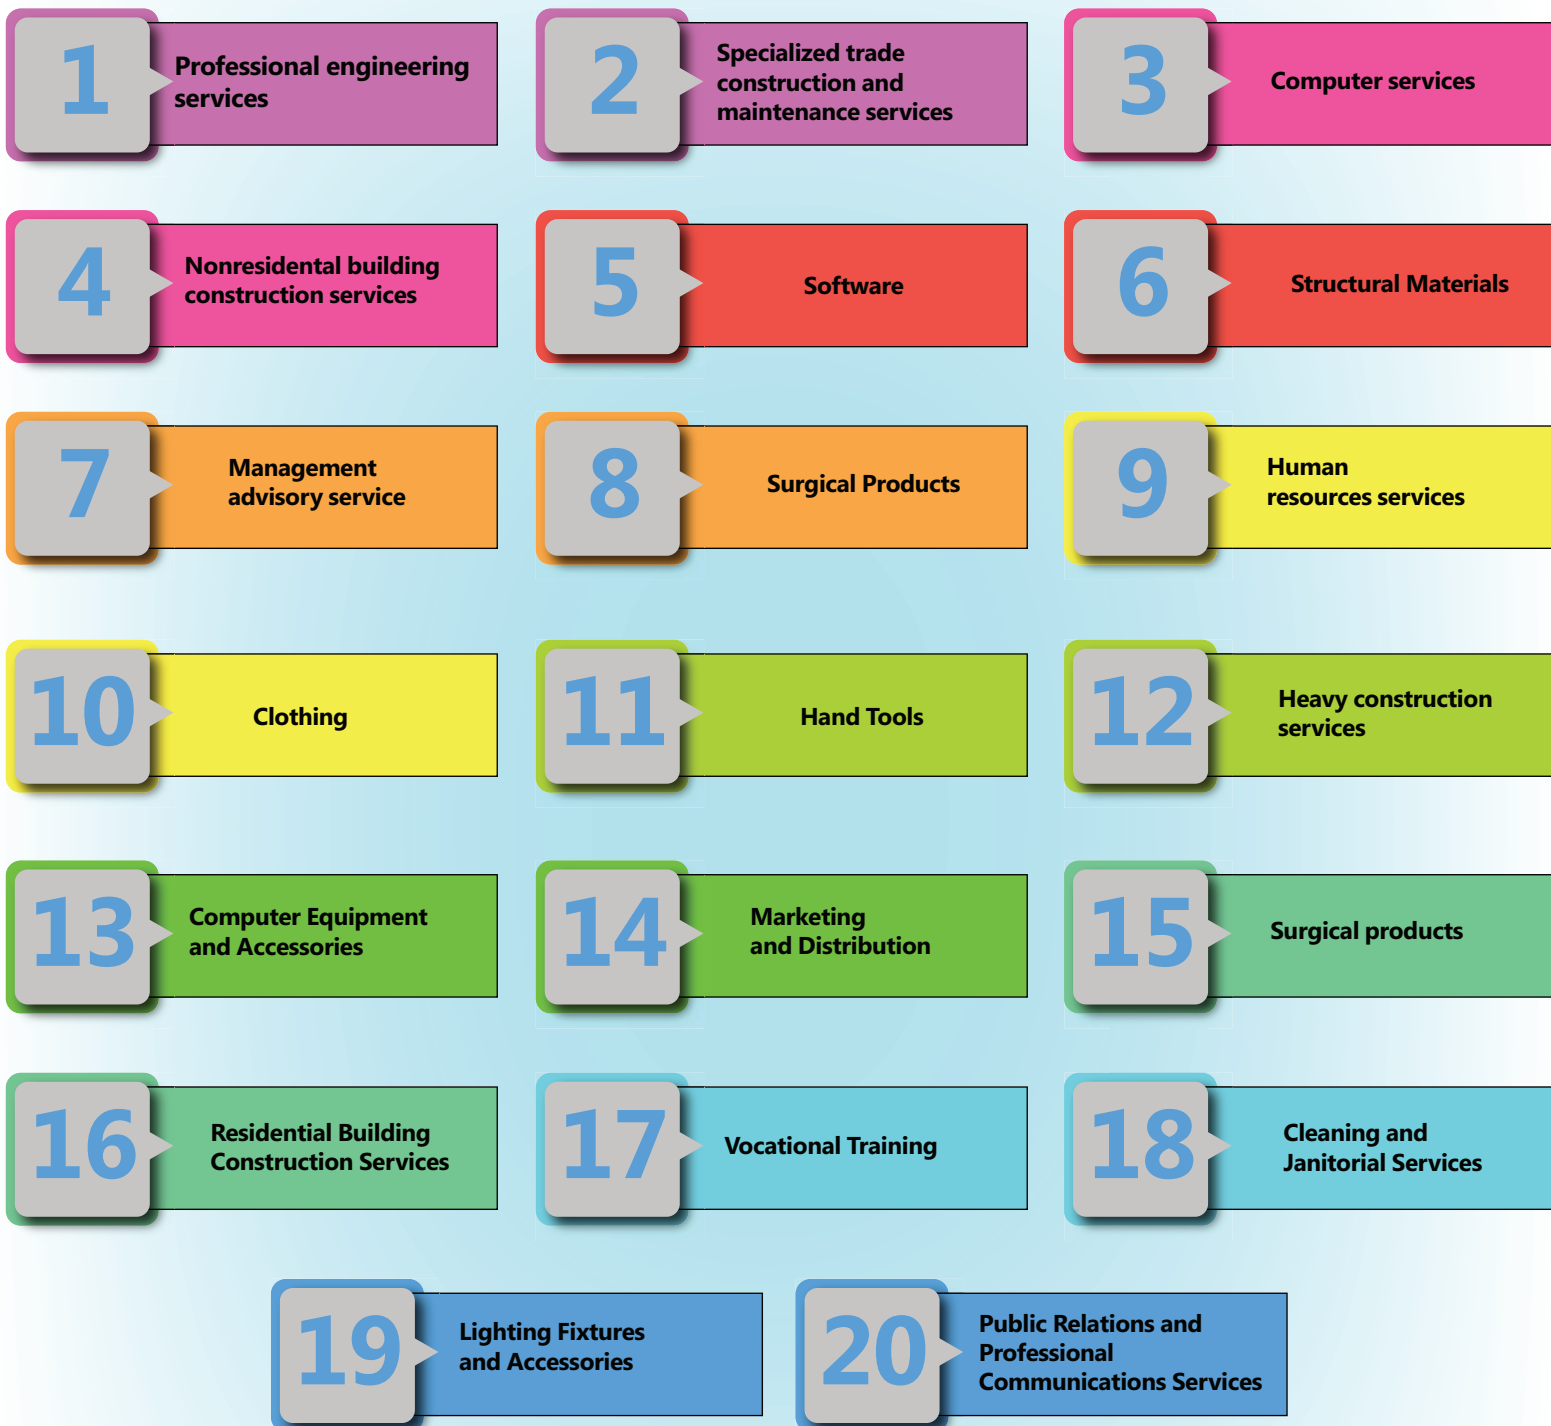 1
Professional engineering
services
2
Specialized trade
construction and
maintenance services
3
Computer services
4
Nonresidental building
construction services
5
Software
6
Structural Materials
7
Management
advisory service
8
Surgical Products
9
Human
resources services
10
Clothing
11
Hand Tools
12
Heavy construction
services
13
Computer Equipment
and Accessories
14
Marketing
and Distribution
15
Surgical products
16
Residential Building
Construction Services
17
Vocational Training
18
Cleaning and
Janitorial Services
19
Lighting Fixtures
and Accessories
20
Public Relations and
Professional
Communications Services